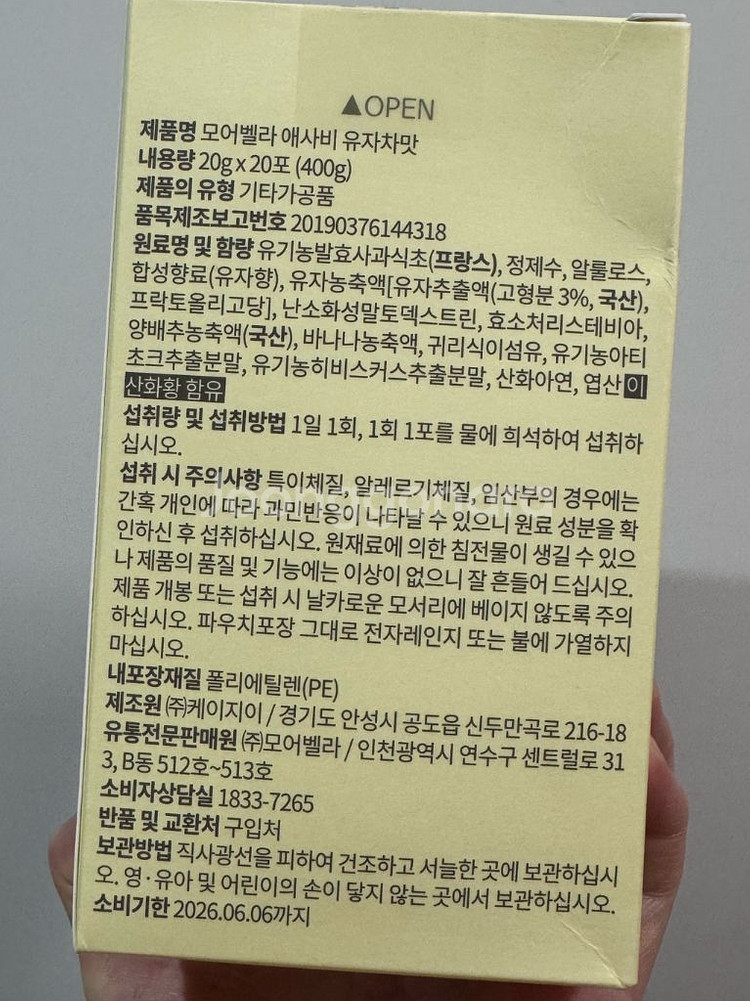 ▲OPEN
제품명 모어벨라 애사비 유자차맛
내용량 20g x 20포 (400g)
제품의 유형 기타가공품
품목제조보고번호 20190376144318
원료명 및 함량 유기농발효사과식초(프랑스), 정제수, 알룰로스,
합성향료(유자향), 유자농축액[유자추출액(고형분 3%, 국산),
프락토올리고당], 난소화성말토덱스트린, 효소처리스테비아,
양배추농축액(국산), 바나나농축액, 귀리식이섬유, 유기농아티
초크추출분말, 유기농히비스커스추출분말, 산화아연, 엽산 이
산화황 함유
섭취량 및 섭취방법 1일 1회, 1회 1포를 물에 희석하여 섭취하
십시오.
섭취 시 주의사항 특이체질, 알레르기체질, 임산부의 경우에는
간혹 개인에 따라 과민반응이 나타날 수 있으니 원료 성분을 확
인하신 후 섭취하십시오. 원재료에 의한 침전물이 생길 수 있으
나 제품의 품질 및 기능에는 이상이 없으니 잘 흔들어 드십시오.
제품 개봉 또는 섭취 시 날카로운 모서리에 베이지 않도록 주의
하십시오. 파우치포장 그대로 전자레인지 또는 불에 가열하지
마십시오.
내포장재질 폴리에틸렌(PE)
제조원 ㈜케이지이 / 경기도 안성시 공도읍 신두만곡로 216-18
유통전문판매원 ㈜모어벨라 / 인천광역시 연수구 센트럴로 31
3, B동 512호~513호
소비자상담실 1833-7265
반품 및 교환처 구입처
보관방법 직사광선을 피하여 건조하고 서늘한 곳에 보관하십시
오. 영·유아 및 어린이의 손이 닿지 않는 곳에서 보관하십시오.
소비기한 2026.06.06까지